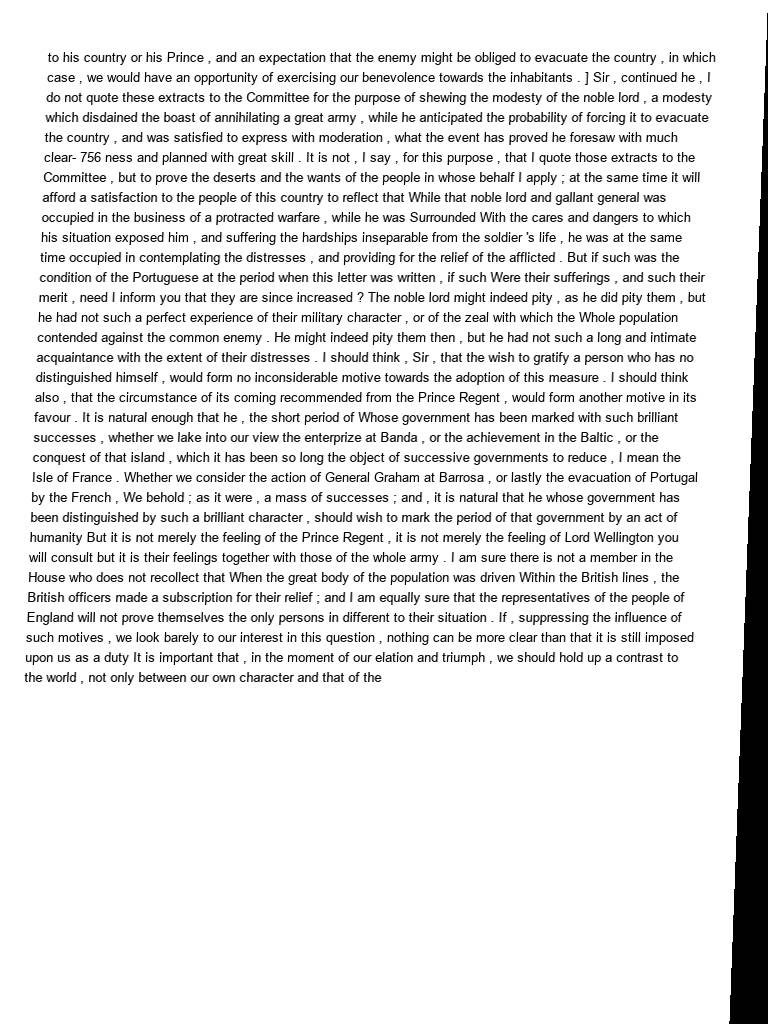 to his country or his Prince , and an expectation that the enemy might be obliged to evacuate the country , in which
case , we would have an opportunity of exercising our benevolence towards the inhabitants . ] Sir , continued he , I
do not quote these extracts to the Committee for the purpose of shewing the modesty of the noble lord , a modesty
which disdained the boast of annihilating a great army , while he anticipated the probability of forcing it to evacuate
the country , and was satisfied to express with moderation , what the event has proved he foresaw with much
clear- 756 ness and planned with great skill . It is not , I say , for this purpose , that I quote those extracts to the
Committee , but to prove the deserts and the wants of the people in whose behalf I apply ; at the same time it will
afford a satisfaction to the people of this country to reflect that While that noble lord and gallant general was
occupied in the business of a protracted warfare , while he was Surrounded With the cares and dangers to which
his situation exposed him , and suffering the hardships inseparable from the soldier 's life , he was at the same
time occupied in contemplating the distresses , and providing for the relief of the afflicted . But if such was the
condition of the Portuguese at the period when this letter was written , if such Were their sufferings , and such their
merit , need I inform you that they are since increased ? The noble lord might indeed pity , as he did pity them , but
he had not such a perfect experience of their military character , or of the zeal with which the Whole population
contended against the common enemy . He might indeed pity them then , but he had not such a long and intimate
acquaintance with the extent of their distresses . I should think , Sir , that the wish to gratify a person who has no
distinguished himself , would form no inconsiderable motive towards the adoption of this measure . I should think
also , that the circumstance of its coming recommended from the Prince Regent , would form another motive in its
favour . It is natural enough that he , the short period of Whose government has been marked with such brilliant
successes , whether we lake into our view the enterprize at Banda , or the achievement in the Baltic , or the
conquest of that island , which it has been so long the object of successive governments to reduce , I mean the
Isle of France . Whether we consider the action of General Graham at Barrosa , or lastly the evacuation of Portugal
by the French , We behold ; as it were , a mass of successes ; and , it is natural that he whose government has
been distinguished by such a brilliant character , should wish to mark the period of that government by an act of
humanity But it is not merely the feeling of the Prince Regent , it is not merely the feeling of Lord Wellington you
will consult but it is their feelings together with those of the whole army . I am sure there is not a member in the
House who does not recollect that When the great body of the population was driven Within the British lines , the
British officers made a subscription for their relief ; and I am equally sure that the representatives of the people of
England will not prove themselves the only persons in different to their situation . If , suppressing the influence of
such motives , we look barely to our interest in this question , nothing can be more clear than that it is still imposed
upon us as a duty It is important that , in the moment of our elation and triumph , we should hold up a contrast to
the world , not only between our own character and that of the